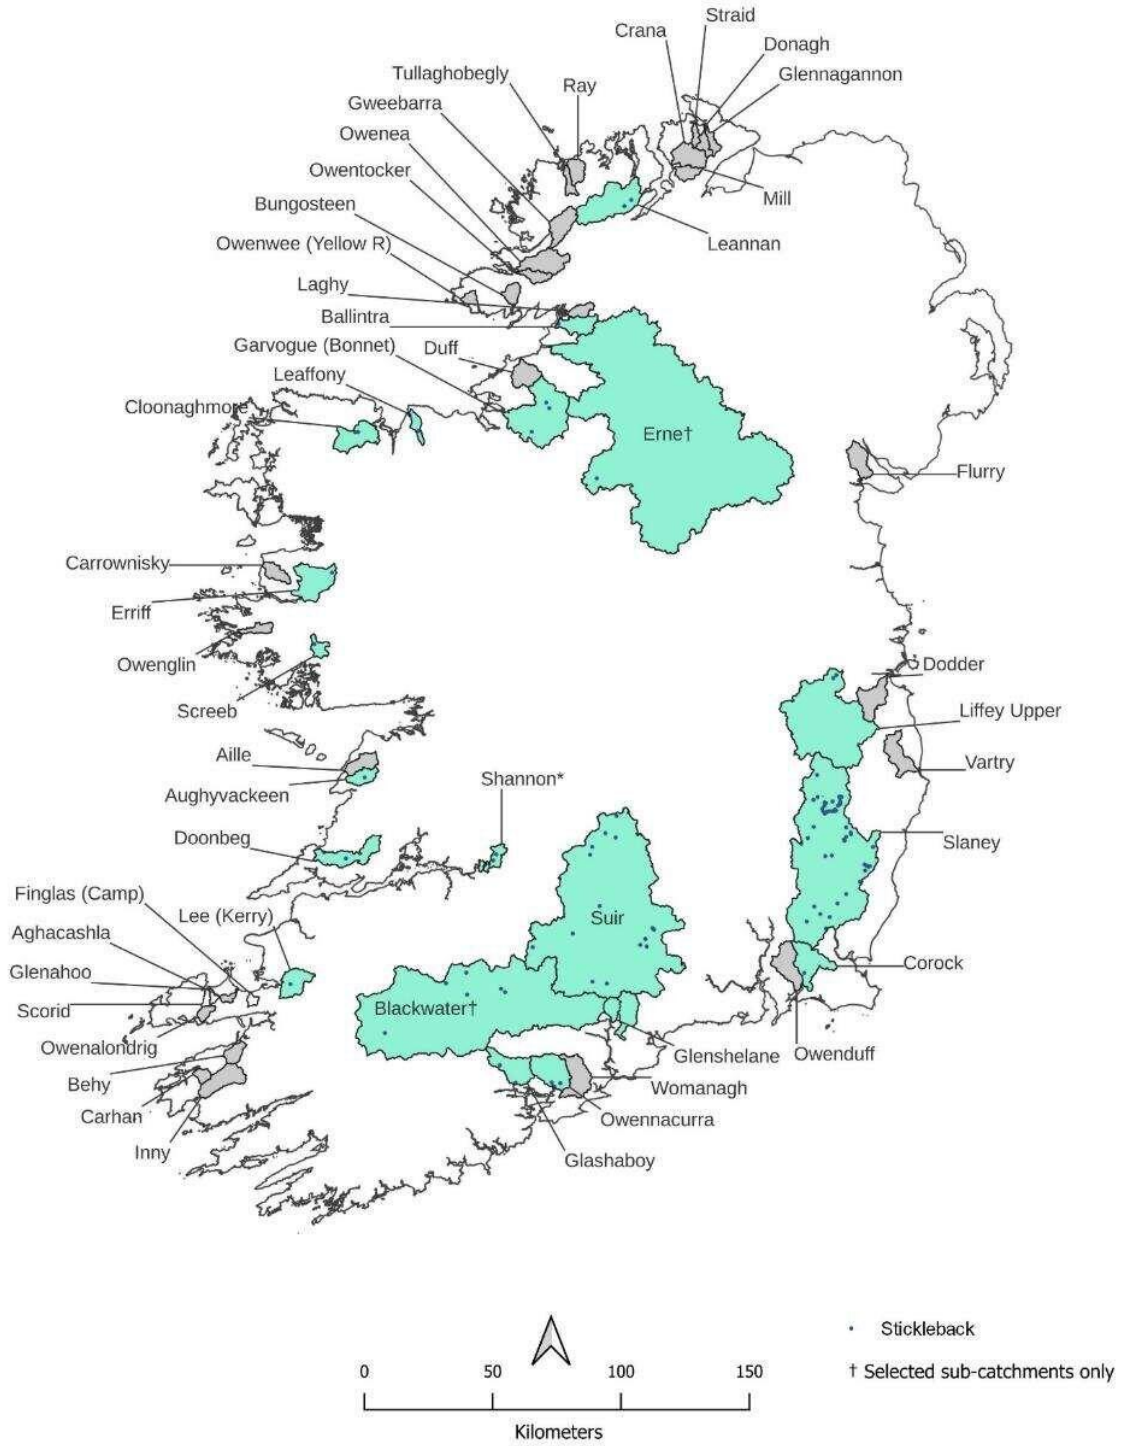 Straid
Crana
Donagh
Tullaghobegly
Glennagannon
Ray
Gweebarra
Owenea
Owentocker
Mill
Bungosteen
Owenwee (Yellow R)
Leannan
Laghy
Ballintra
Garvogue (Bonnet)
Duff
Leaffony
Cloonaghmore
Erne†
Flurry
Carrownisky
Erriff
Owenglin
Dodder
Screeb
Liffey Upper
Aille
Vartry
Shannon*
Aughyvackeen
Doonbeg
Slaney
Finglas (Camp)
Lee (Kerry)
Suir
Aghacashla
Corock
Glenahoo
Blackwater†
Scorid
Owenalondrig
Glenshelane
Owenduff
Behy
Womanagh
Carhan
Owennacurra
Inny
Glashaboy
Stickleback
† Selected sub-catchments only
0 50 100 150
Kilometers